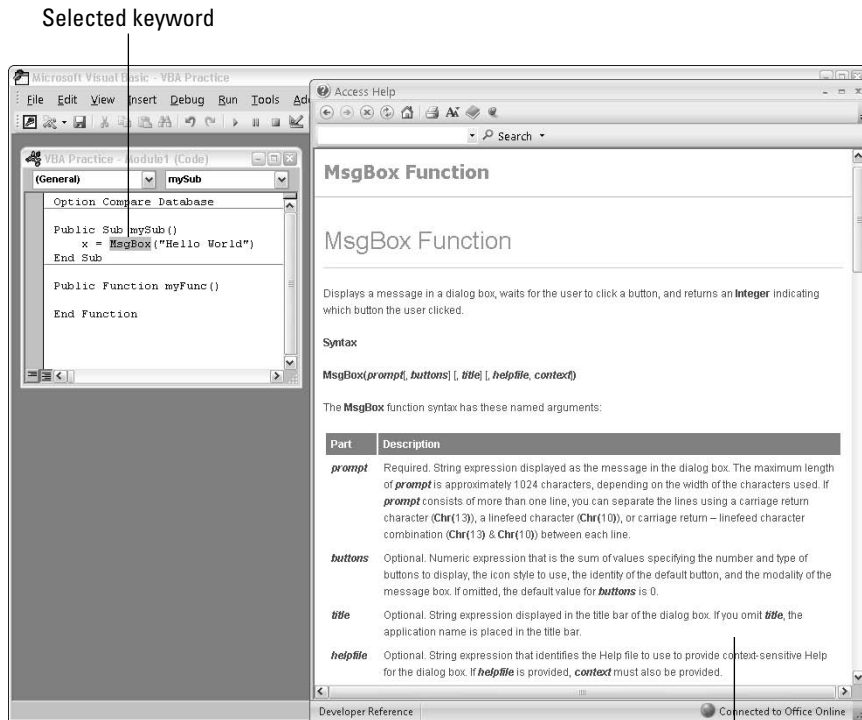 Selected keyword
Microsoft Visual Basic - VBA Practice
File Edit View Insert Debug Run Tools Ad
VBA Practice - Module1 (Code)
(General) mySub
Option Compare Database
Public Sub mySub()
x = MsgBox("Hello World")
End Sub
Public Function myFunc()
End Function
Access Help
Search
MsgBox Function
MsgBox Function
Displays a message in a dialog box, waits for the user to click a button, and returns an Integer indicating
which button the user clicked.
Syntax
MsgBox(prompt[, buttons] [, title] [, helpfile, context])
The MsgBox function syntax has these named arguments:
Part Description
prompt Required. String expression displayed as the message in the dialog box. The maximum length
of prompt is approximately 1024 characters, depending on the width of the characters used. If
prompt consists of more than one line, you can separate the lines using a carriage return
character (Chr(13)), a linefeed character (Chr(10)), or carriage return – linefeed character
combination (Chr(13) & Chr(10)) between each line.
buttons Optional. Numeric expression that is the sum of values specifying the number and type of
buttons to display, the icon style to use, the identity of the default button, and the modality of the
message box. If omitted, the default value for buttons is 0.
title Optional. String expression displayed in the title bar of the dialog box. If you omit title, the
application name is placed in the title bar.
helpfile Optional. String expression that identifies the Help file to use to provide context-sensitive Help
for the dialog box. If helpfile is provided, context must also be provided.
Developer Reference Connected to Office Online